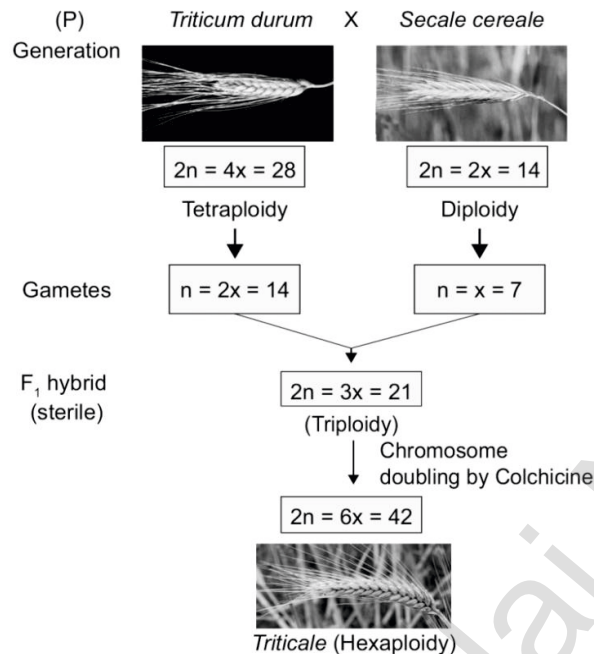 (P) Triticum durum X Secale cereale
Generation
2n = 4x = 28 2n = 2x = 14
Tetraploidy Diploidy
Gametes n = 2x = 14 n = x = 7
F1 hybrid 2n = 3x = 21
(sterile) (Triploidy)
Chromosome
doubling by Colchicine
2n = 6x = 42
Triticale (Hexaploidy)